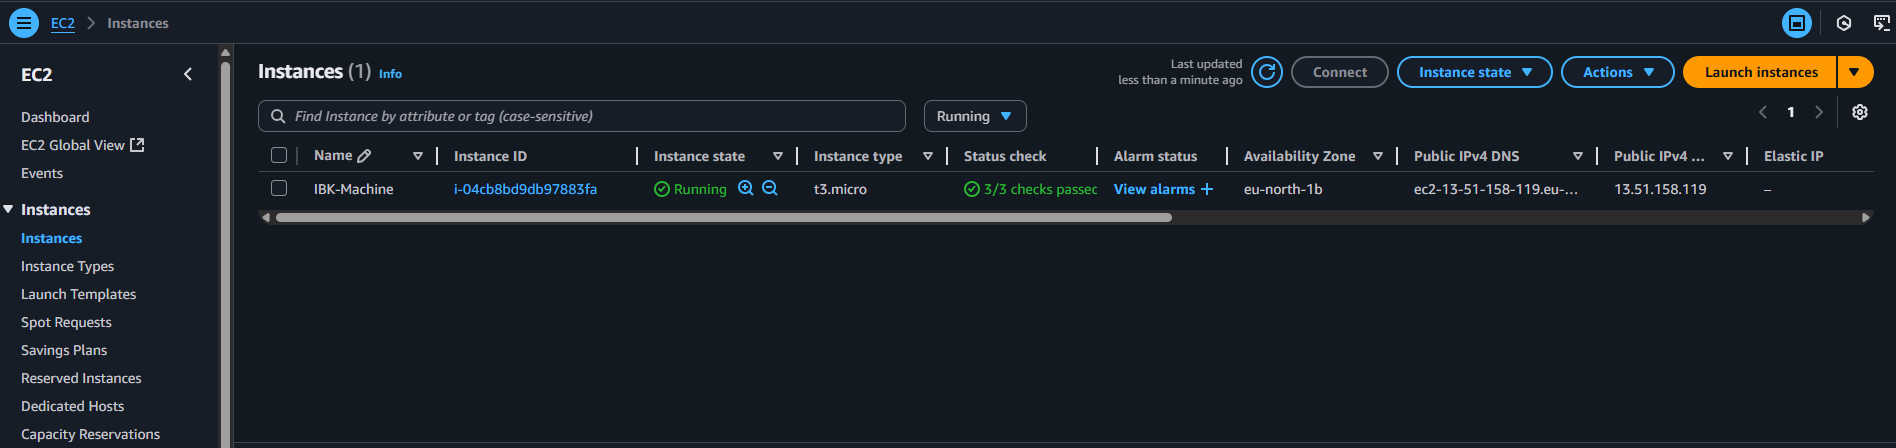 EC2 > Instances
EC2
Dashboard
EC2 Global View
Events
Instances
Instances
Instance Types
Launch Templates
Spot Requests
Savings Plans
Reserved Instances
Dedicated Hosts
Capacity Reservations
Instances (1) Info
Last updated
less than a minute ago
Connect
Instance state
Actions
Launch instances
Find Instance by attribute or tag (case-sensitive)
Running
1
Name Instance ID Instance state Instance type Status check Alarm status Availability Zone Public IPv4 DNS Public IPv4 ... Elastic IP
IBK-Machine i-04cb8bd9db97883fa Running t3.micro 3/3 checks passec View alarms + eu-north-1b ec2-13-51-158-119.eu-... 13.51.158.119 –